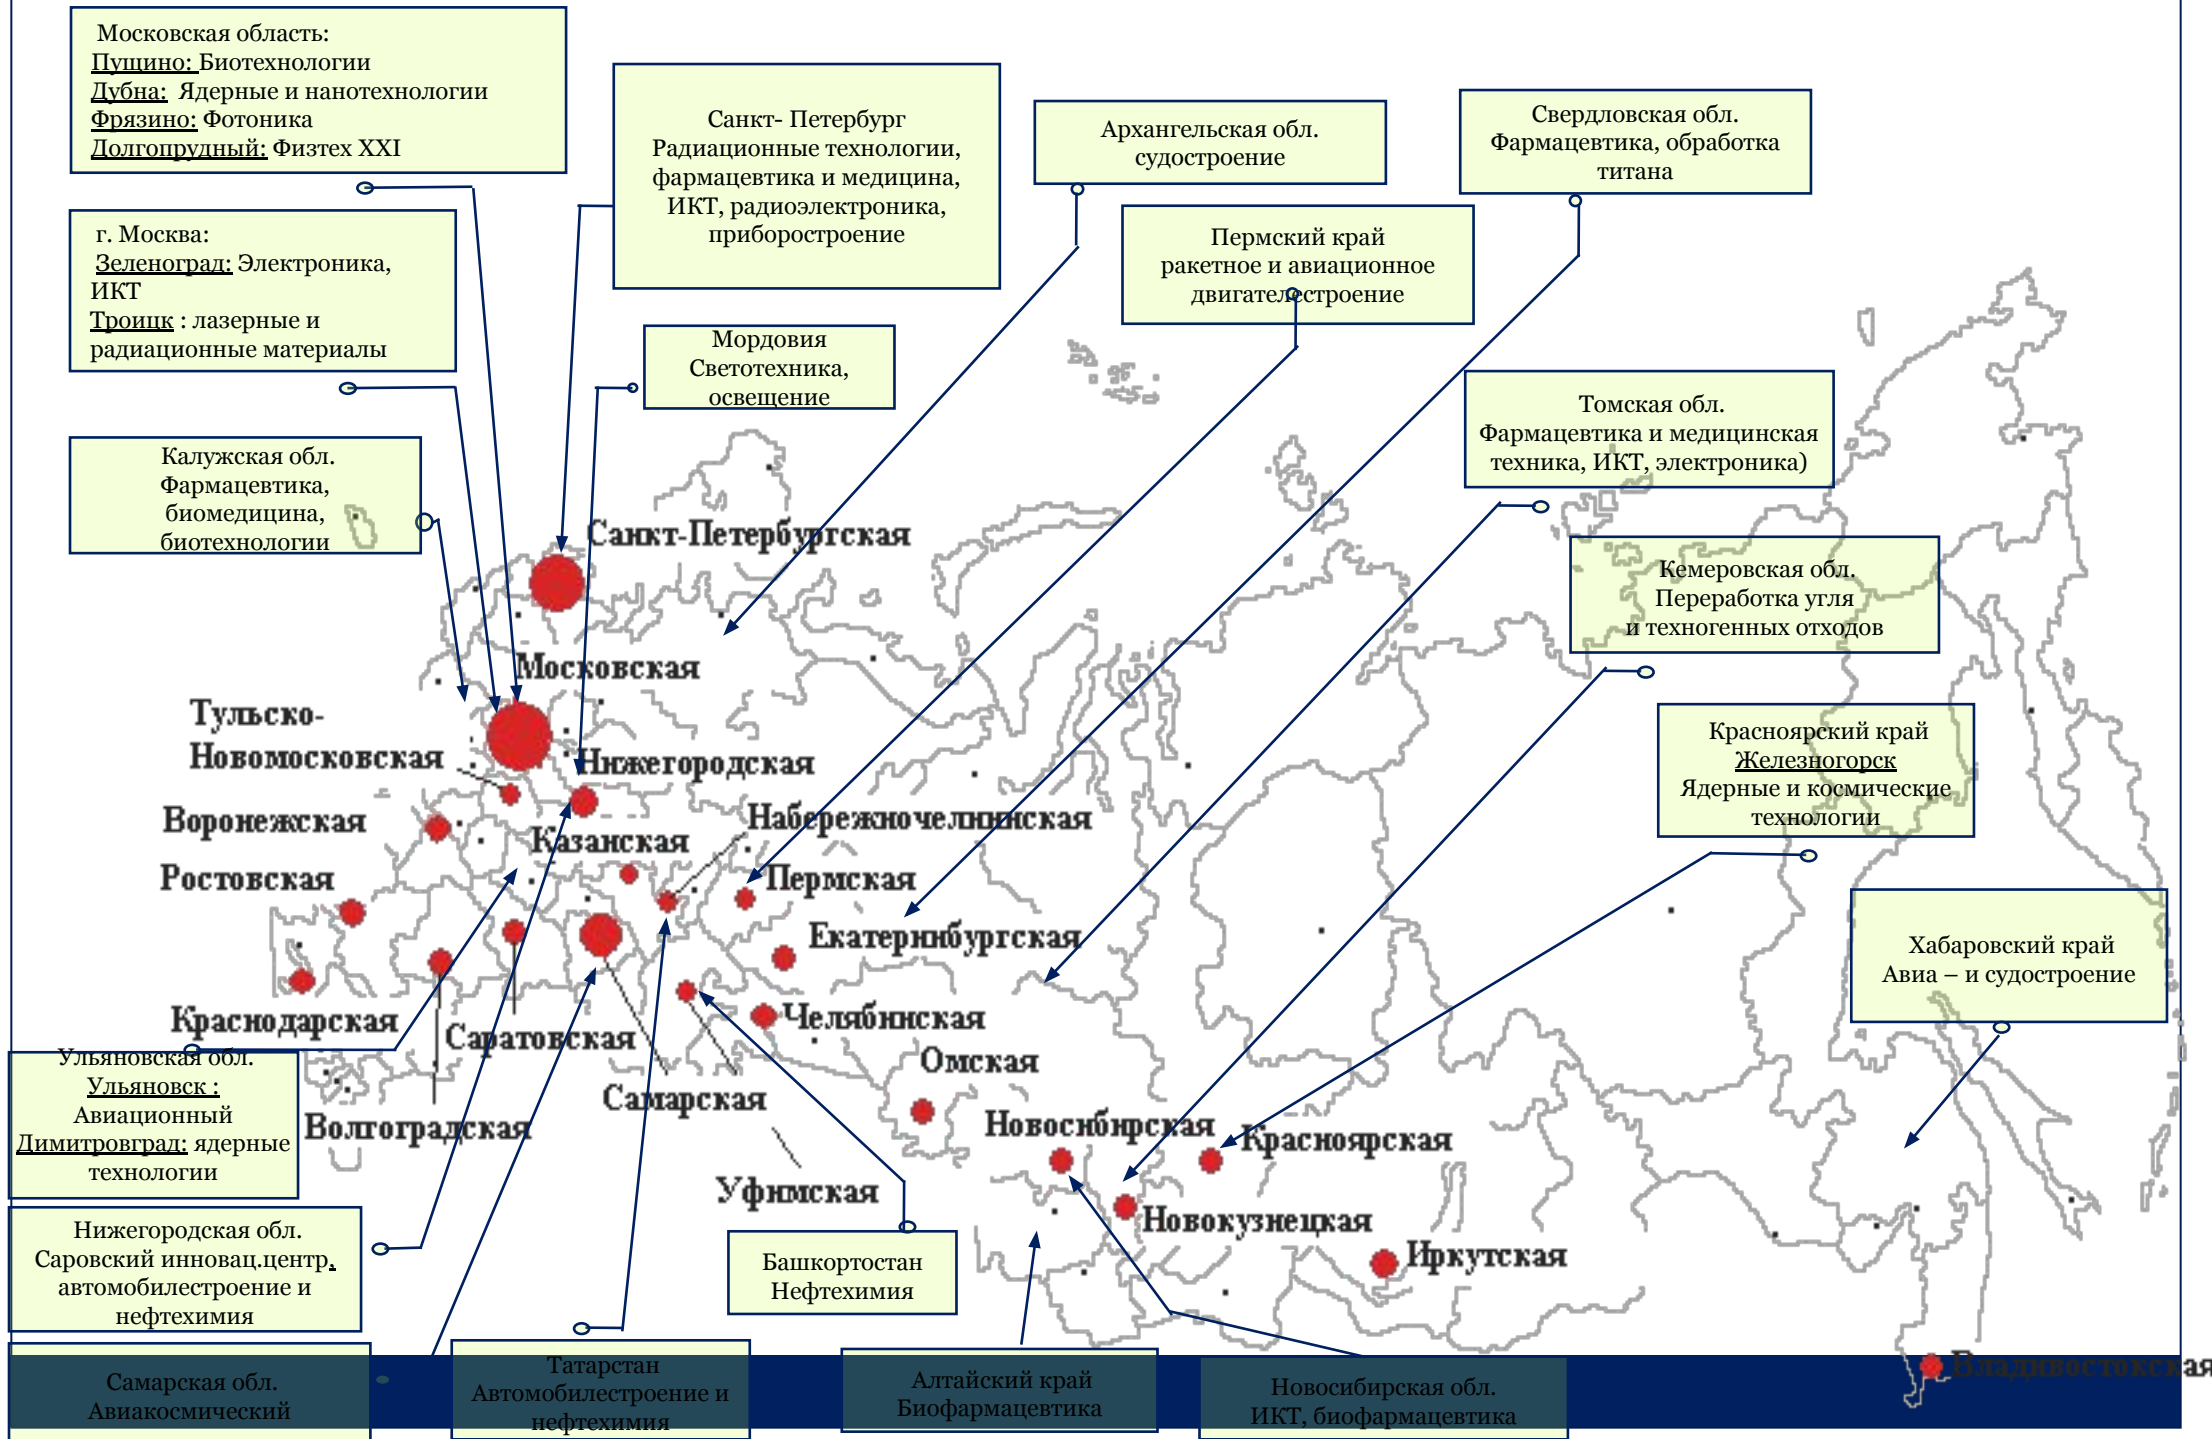 Московская область:
Пущино: Биотехнологии
Дубна: Ядерные и нанотехнологии
Фрязино: Фотоника
Долгопрудный: Физтех XXI
г. Москва:
Зеленоград: Электроника,
ИКТ
Троицк : лазерные и
радиационные материалы
Калужская обл.
Фармацевтика,
биомедицина,
биотехнологии
Санкт- Петербург
Радиационные технологии,
фармацевтика и медицина,
ИКТ, радиоэлектроника,
приборостроение
Мордовия
Светотехника,
освещение
Архангельская обл.
судостроение
Пермский край
ракетное и авиационное
двигателестроение
Свердловская обл.
Фармацевтика, обработка
титана
Томская обл.
Фармацевтика и медицинская
техника, ИКТ, электроника)
Кемеровская обл.
Переработка угля
и техногенных отходов
Красноярский край
Железногорск
Ядерные и космические
технологии
Хабаровский край
Авиа – и судостроение
Санкт-Петербургская
Московская
Тульско-
Новомосковская
Нижегородская
Воронежская
Казанская
Набережночелнинская
Ростовская
Пермская
Екатеринбургская
Краснодарская
Саратовская
Челябинская
Омская
Самарская
Волгоградская
Уфимская
Новосибирская
Красноярская
Новокузнецкая
Иркутская
Владивостокская
Ульяновская обл.
Ульяновск :
Авиационный
Димитровград: ядерные
технологии
Нижегородская обл.
Саровский инновац.центр,
автомобилестроение и
нефтехимия
Самарская обл.
Авиакосмический
Татарстан
Автомобилестроение и
нефтехимия
Башкортостан
Нефтехимия
Алтайский край
Биофармацевтика
Новосибирская обл.
ИКТ, биофармацевтика